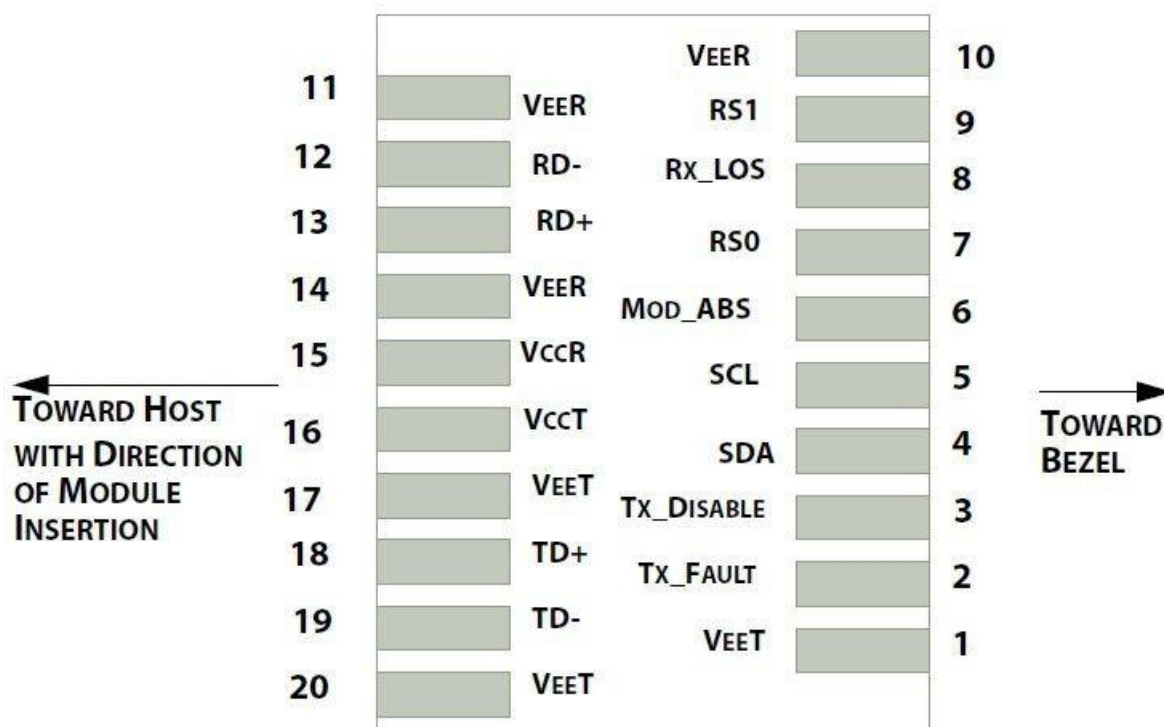 11 VEER
12 RD-
13 RD+
14 VEER
15 VCCR
16 VCCT
17 VEET
18 TD+
19 TD-
20 VEET
VEER 10
RS1 9
RX_LOS 8
RS0 7
MOD_ABS 6
SCL 5
SDA 4
TX_DISABLE 3
TX_FAULT 2
VEET 1
TOWARD HOST
WITH DIRECTION
OF MODULE
INSERTION
TOWARD
BEZEL